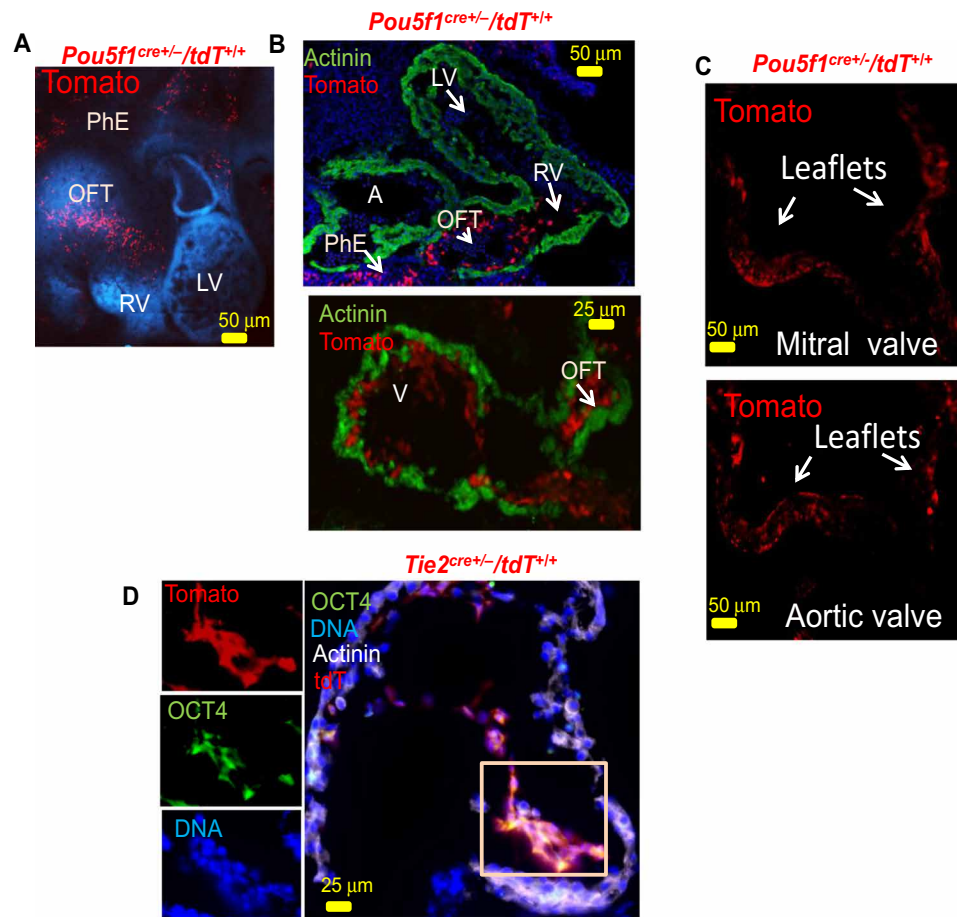 A
Pou5f1cre+/–/tdT+/+
Tomato
PhE
OFT
RV
LV
50 µm
B
Pou5f1cre+/–/tdT+/+
Actinin
Tomato
LV
50 µm
RV
A
OFT
PhE
Actinin
Tomato
25 µm
V
OFT
C
Pou5f1cre+/-/tdT+/+
Tomato
Leaflets
50 µm
Mitral valve
Tomato
Leaflets
50 µm
Aortic valve
D
Tie2cre+/–/tdT+/+
Tomato
OCT4
DNA
OCT4
DNA
Actinin
tdT
25 µm